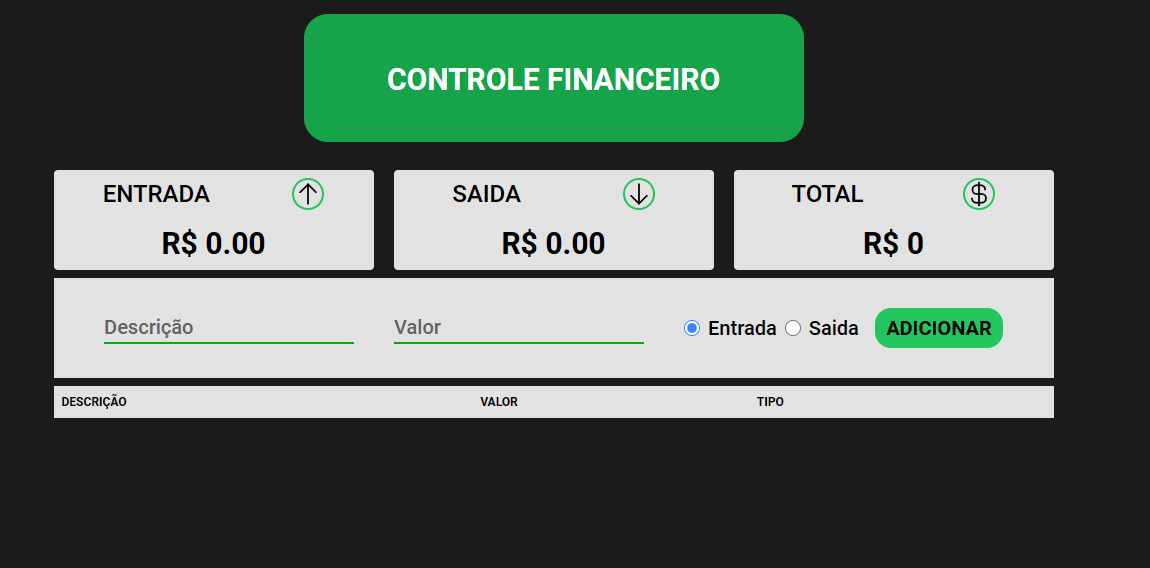 CONTROLE FINANCEIRO
ENTRADA SAIDA TOTAL
R$ 0.00 R$ 0.00 R$ 0
Descrição Valor Entrada Saida ADICIONAR
DESCRIÇÃO VALOR TIPO